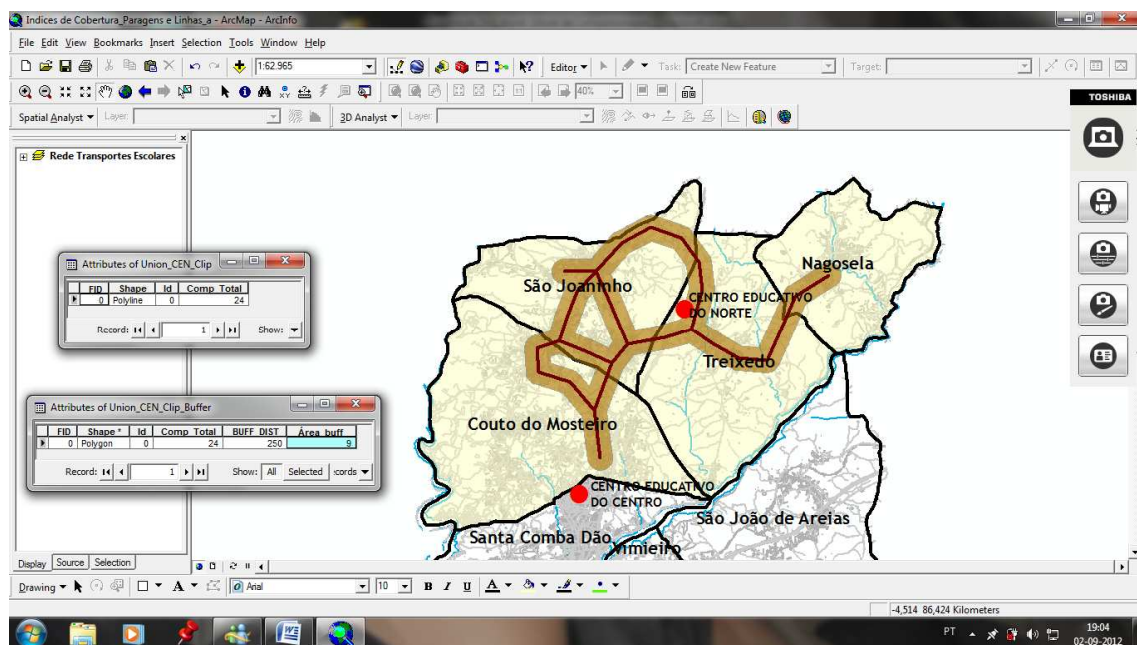 Indices de Cobertura_Paragens e Linhas_a - ArcMap - ArcInfo
File Edit View Bookmarks Insert Selection Tools Window Help
1:62.965 Editor Task: Create New Feature Target:
40%
Spatial Analyst Layer: 3D Analyst Layer:
TOSHIBA
Rede Transportes Escolares
Attributes of Union_CEN_Clip
FID Shape Id Comp_Total
0 Polyline 0 24
Record: 1 Show:
Attributes of Union_CEN_Clip_Buffer
FID Shape * Id Comp_Total BUFF_DIST Área_buff
0 Polygon 0 24 250 9
Record: 1 Show: All Selected
São Joaninho
Nagosela
CENTRO EDUCATIVO
DO NORTE
Treixedo
Couto do Mosteiro
CENTRO EDUCATIVO
DO CENTRO
São João de Areias
Santa Comba Dão
Vimieiro
Display Source Selection
Drawing A Arial 10 B I U A
-4,514 86,424 Kilometers
PT 19:04
02-09-2012